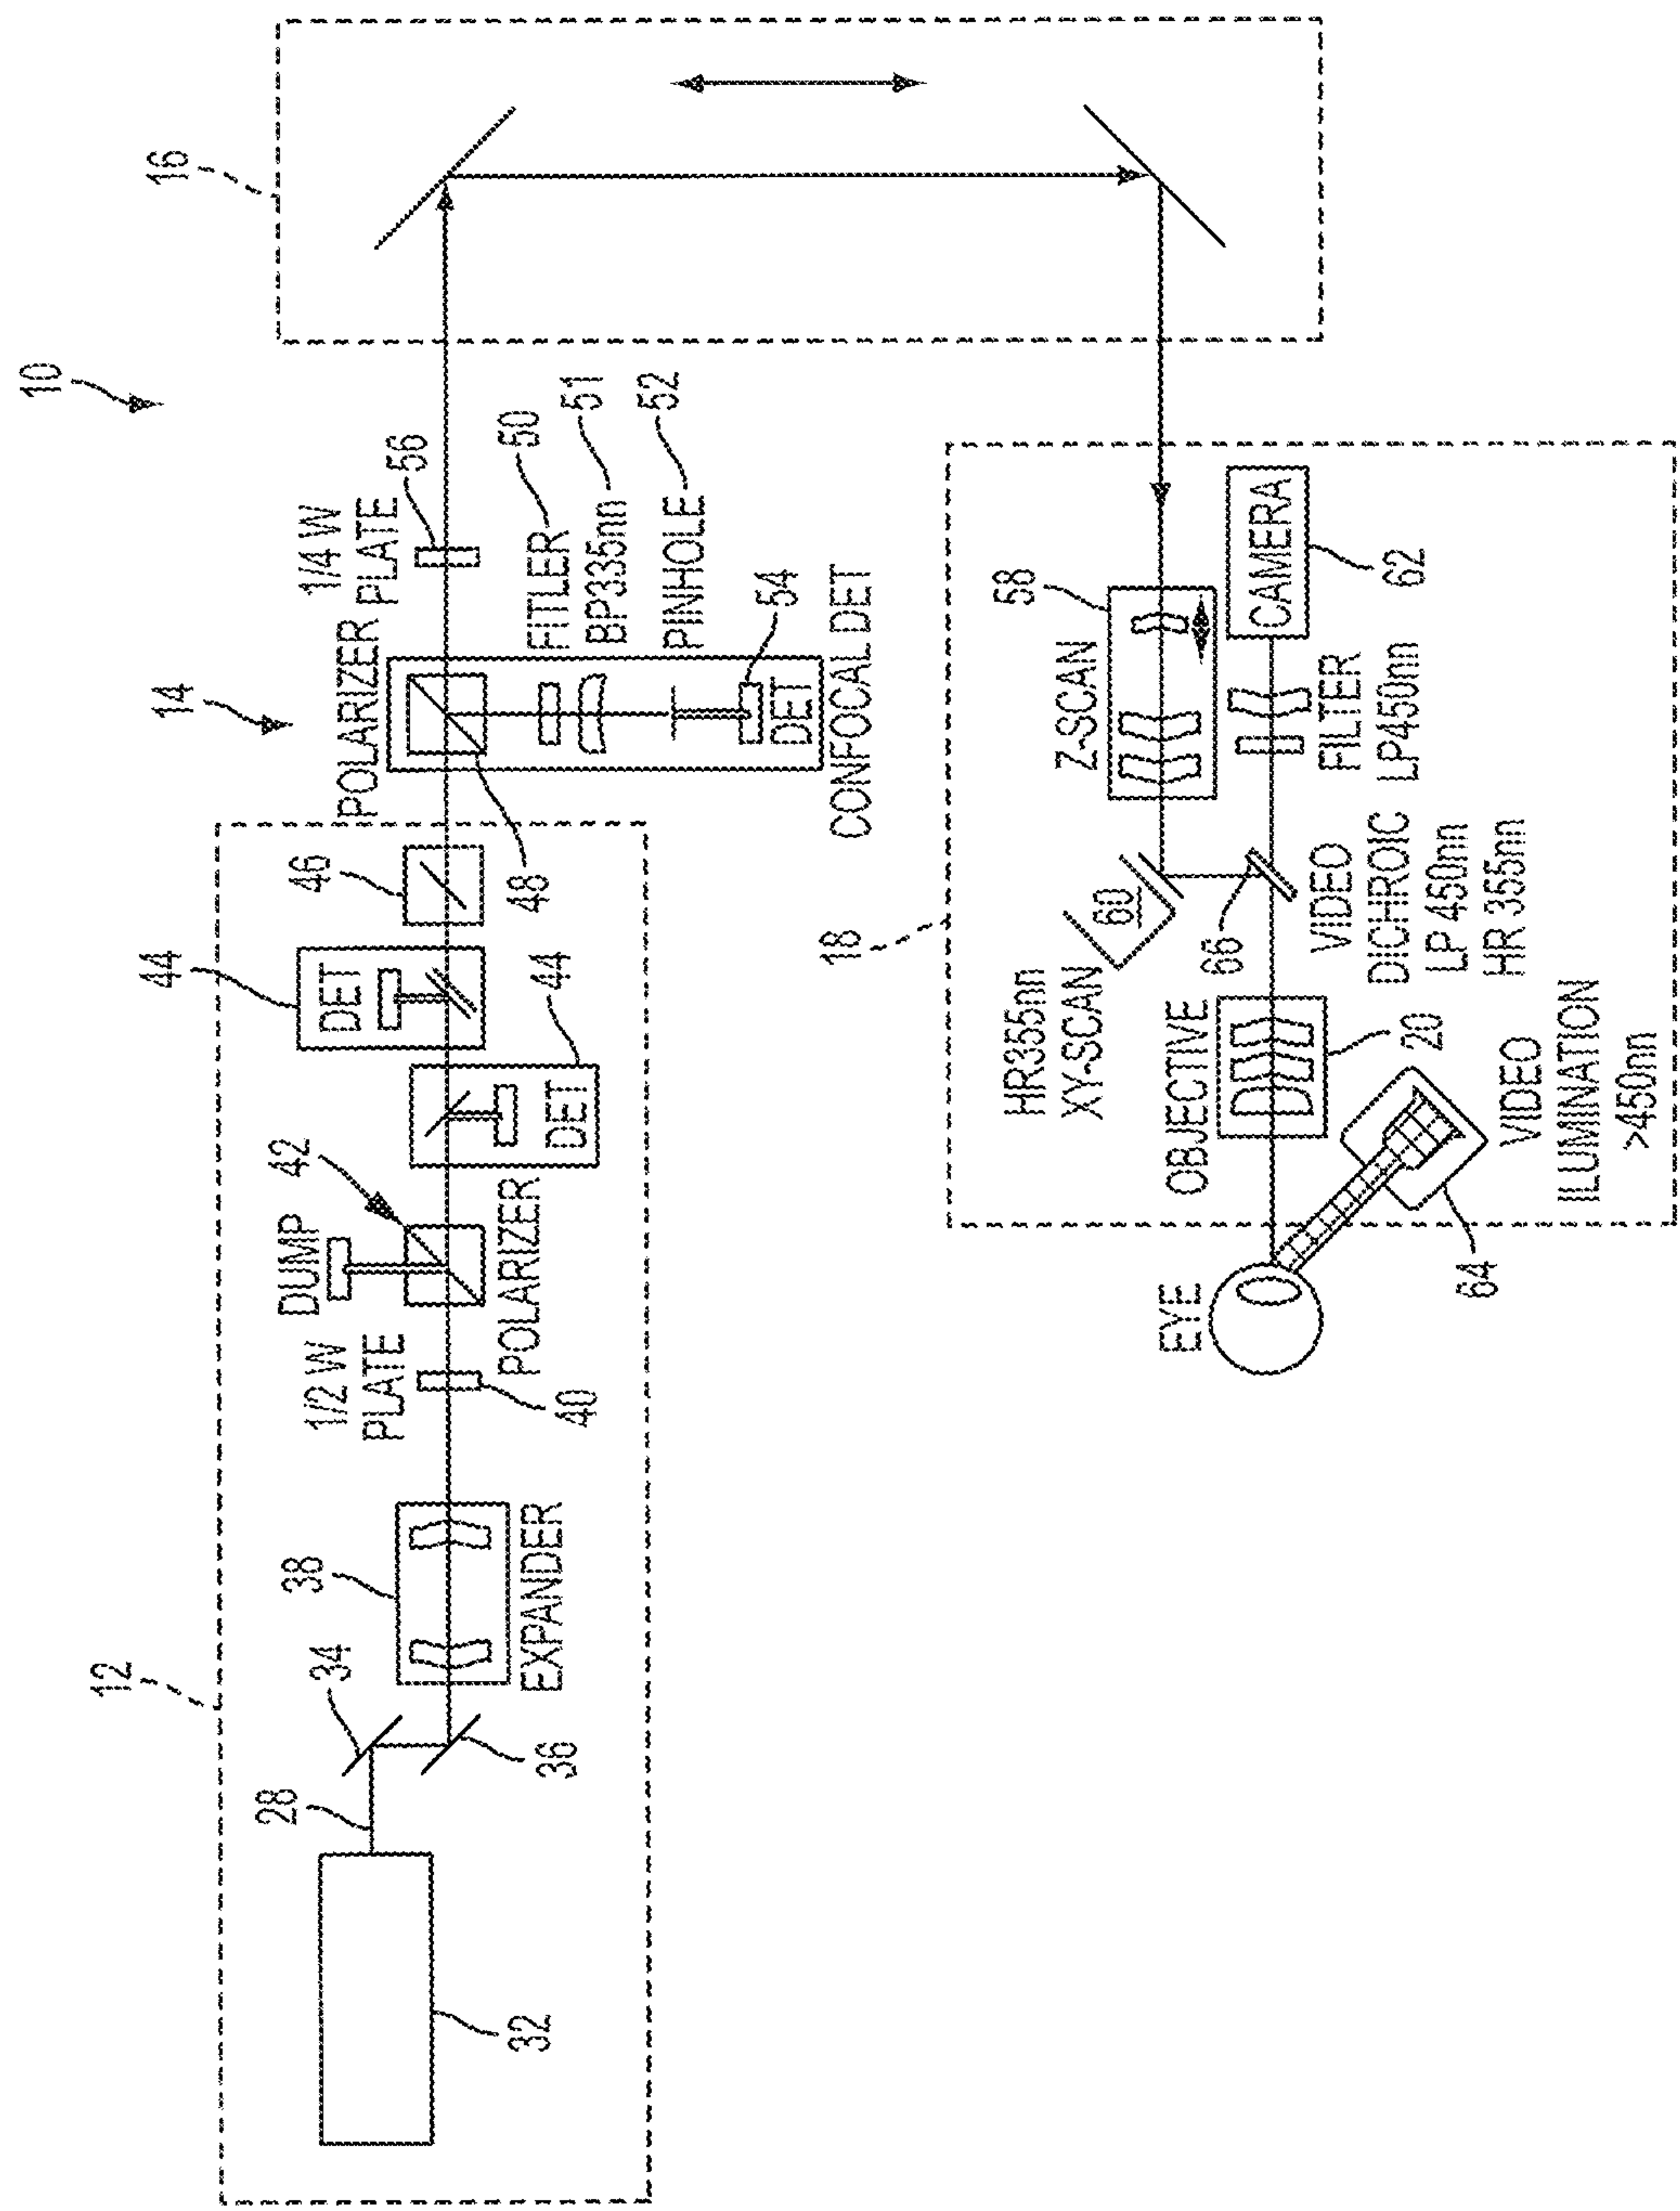 10
12
28
34
36
32
38
EXPANDER
1/2 W
PLATE
40
DUMP
42
POLARIZER
44
DET
44
DET
46
14
POLARIZER
48
1/4 W
PLATE
56
FITLER
50
BP335nn
51
PINHOLE
52
54
DET
CONFOCAL DET
16
18
HR355nn
XY-SCAN
60
Z-SCAN
58
CAMERA
62
FILTER
LP450nn
66
VIDEO
DICHROIC
LP 450nn
HR 355nn
OBJECTIVE
20
EYE
64
VIDEO
ILUMINATION
>450nn